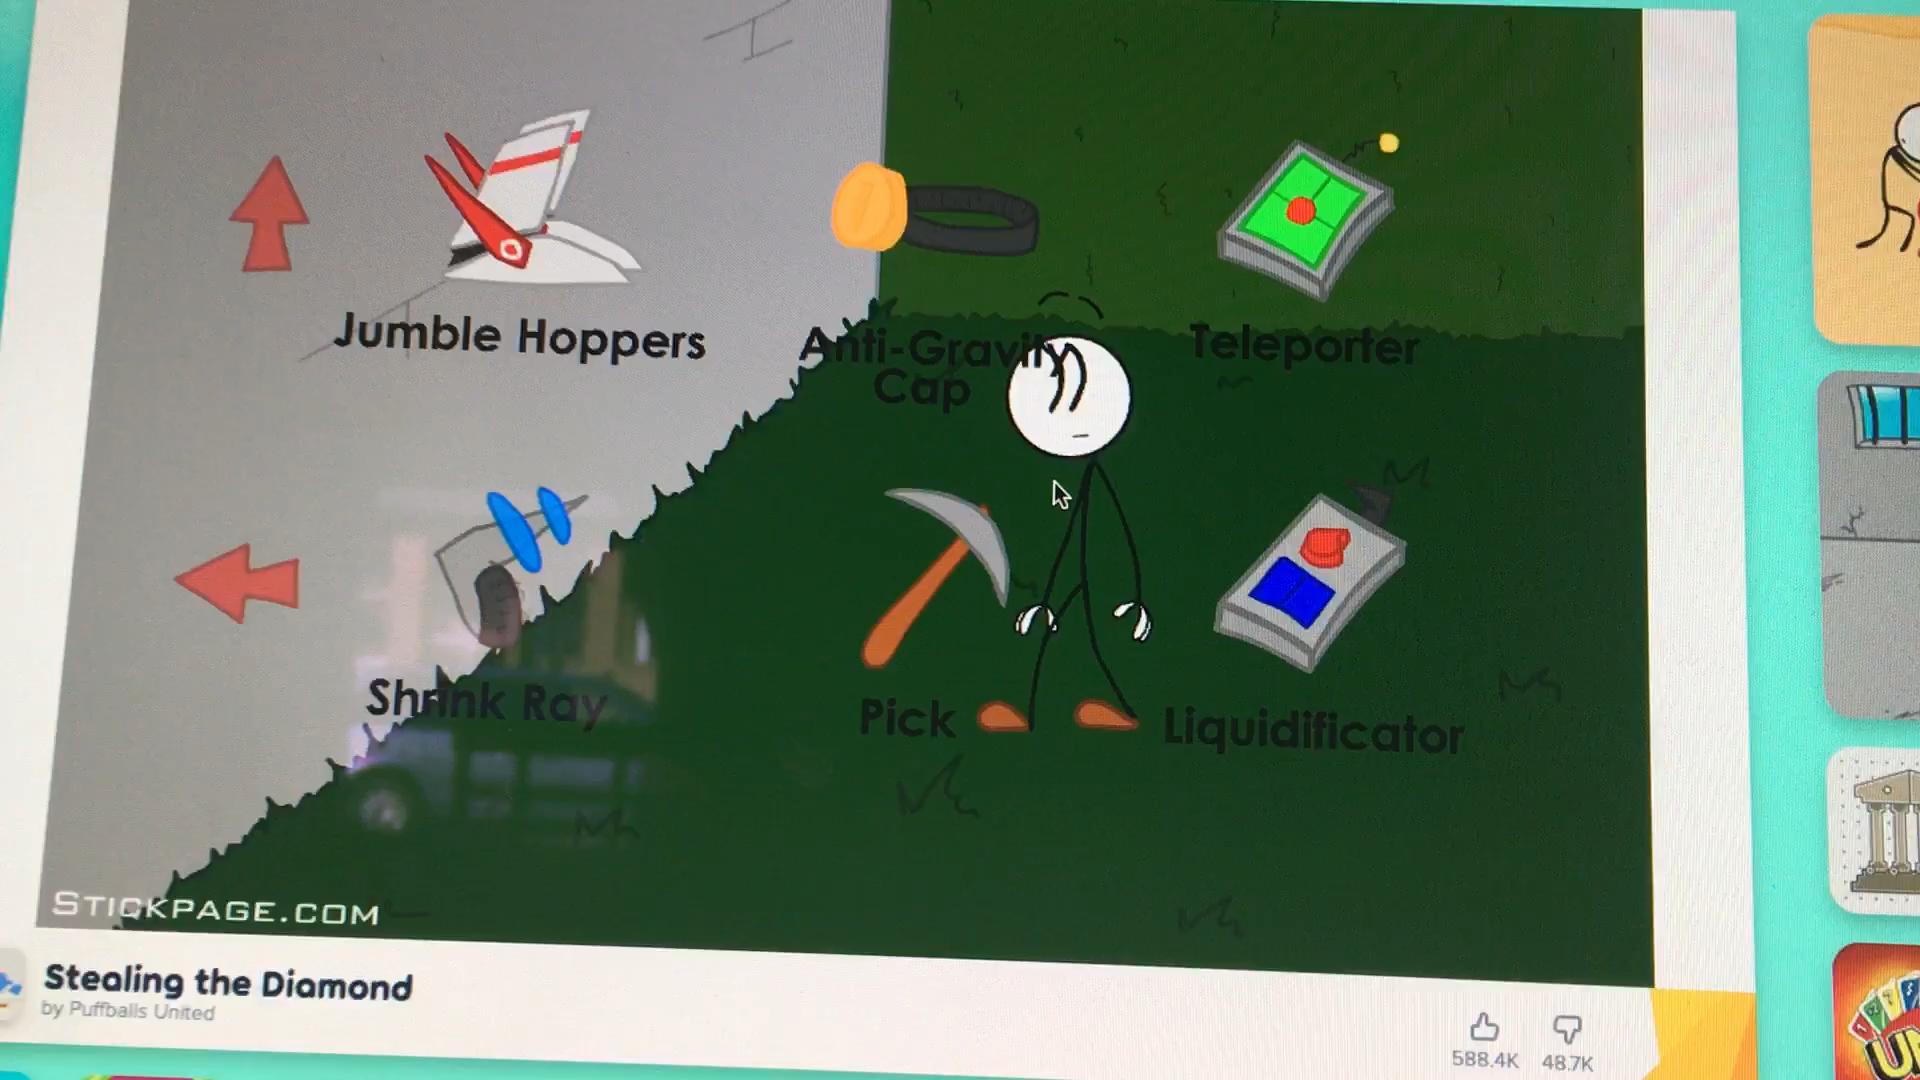 Jumble Hoppers
Anti-Gravity
Cap
Teleporter
Shrink Ray
Pick
Liquidificator
STICKPAGE.COM
Stealing the Diamond
by Puffballs United
588.4K
48.7K